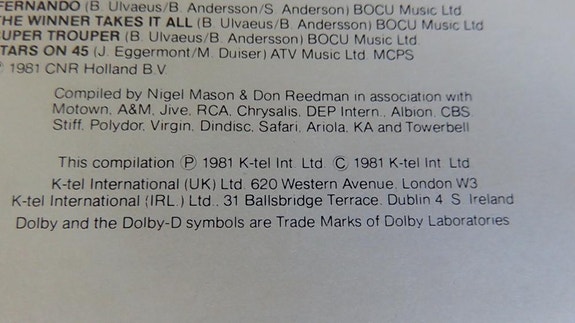 FERNANDO (B. Ulvaeus/B. Andersson/S. Anderson) BOCU Music Ltd.
THE WINNER TAKES IT ALL (B. Ulvaeus/B. Andersson) BOCU Music Ltd.
SUPER TROUPER (B. Ulvaeus/B. Andersson) BOCU Music Ltd.
STARS ON 45 (J. Eggermont/M. Duiser) ATV Music Ltd. MCPS
℗ 1981 CNR Holland B.V.
Compiled by Nigel Mason & Don Reedman in association with
Motown, A&M, Jive, RCA, Chrysalis, DEP Intern., Albion, CBS,
Stiff, Polydor, Virgin, Dindisc, Safari, Ariola, KA and Towerbell
This compilation ℗ 1981 K-tel Int. Ltd. © 1981 K-tel Int. Ltd.
K-tel International (UK) Ltd. 620 Western Avenue, London W3
K-tel International (IRL.) Ltd., 31 Ballsbridge Terrace, Dublin 4 S. Ireland
Dolby and the Dolby-D symbols are Trade Marks of Dolby Laboratories